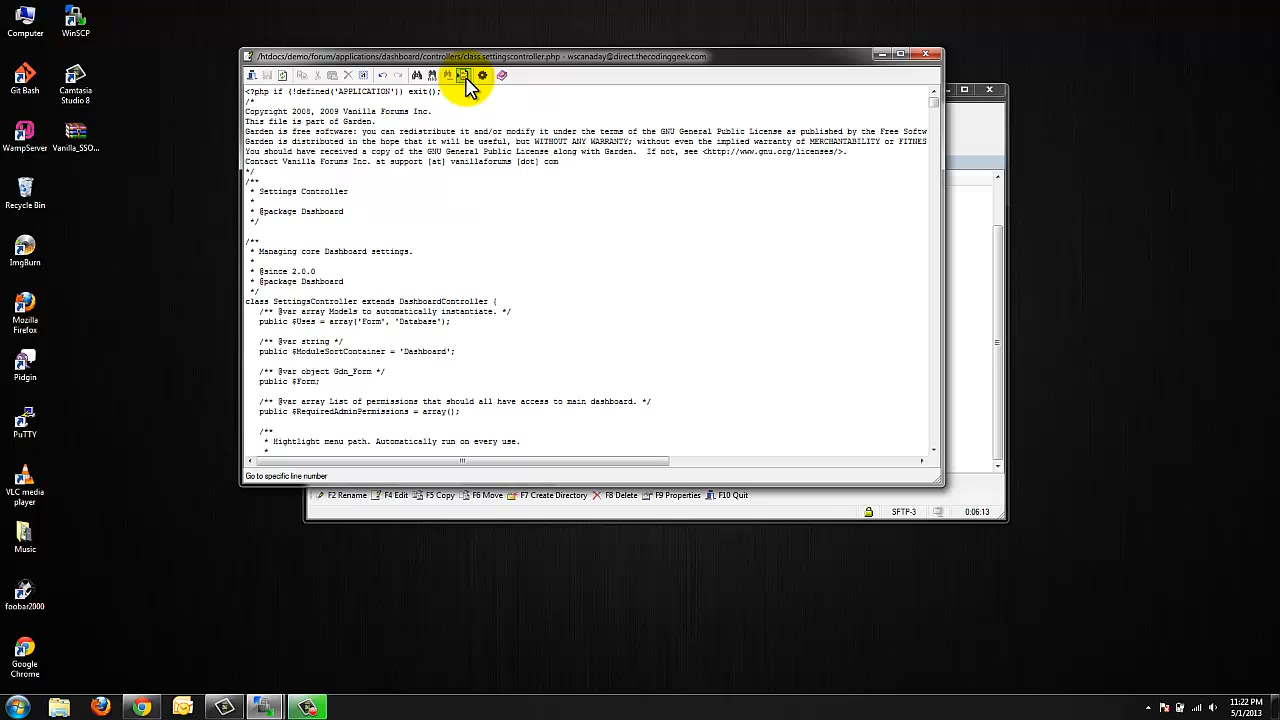 Computer
WinSCP
Git Bash
Camtasia
Studio 8
WampServer
Vanilla_SSO...
Recycle Bin
ImgBurn
Mozilla
Firefox
Pidgin
PuTTY
VLC media
player
Music
foobar2000
Google
Chrome
/htdocs/demo/forum/applications/dashboard/controllers/class.settingscontroller.php - wscanaday@direct.thecodinggeek.com
<?php if (!defined('APPLICATION')) exit();
/*
Copyright 2008, 2009 Vanilla Forums Inc.
This file is part of Garden.
Garden is free software: you can redistribute it and/or modify it under the terms of the GNU General Public License as published by the Free Softw
Garden is distributed in the hope that it will be useful, but WITHOUT ANY WARRANTY; without even the implied warranty of MERCHANTABILITY or FITNES
You should have received a copy of the GNU General Public License along with Garden.  If not, see <http://www.gnu.org/licenses/>.
Contact Vanilla Forums Inc. at support [at] vanillaforums [dot] com
*/
/**
 * Settings Controller
 *
 * @package Dashboard
 */
/**
 * Managing core Dashboard settings.
 *
 * @since 2.0.0
 * @package Dashboard
 */
class SettingsController extends DashboardController {
   /** @var array Models to automatically instantiate. */
   public $Uses = array('Form', 'Database');
   /** @var string */
   public $ModuleSortContainer = 'Dashboard';
   /** @var object Gdn_Form */
   public $Form;
   /** @var array List of permissions that should all have access to main dashboard. */
   public $RequiredAdminPermissions = array();
   /**
    * Hightlight menu path. Automatically run on every use.
    *
Go to specific line number
F2 Rename F4 Edit F5 Copy F6 Move F7 Create Directory F8 Delete F9 Properties F10 Quit
SFTP-3 0:06:13
11:22 PM
5/1/2013